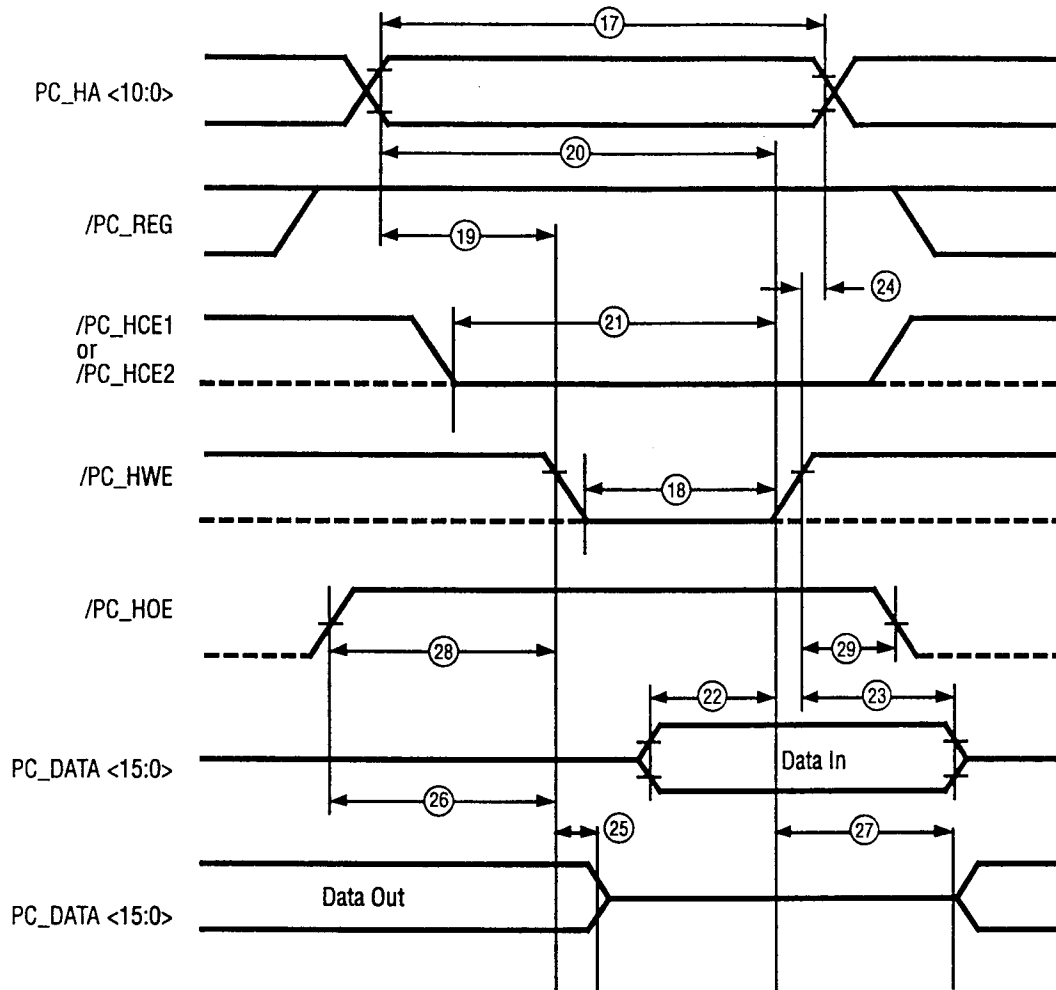 17
PC_HA <10:0>
20
/PC_REG
19
24
/PC_HCE1
or
/PC_HCE2
21
/PC_HWE
18
/PC_HOE
28
29
22
23
PC_DATA <15:0>
Data In
26
25
27
Data Out
PC_DATA <15:0>